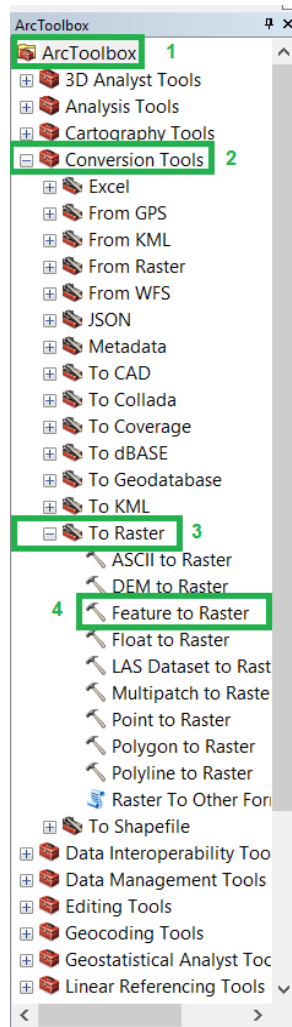 ArcToolbox
ArcToolbox 1
3D Analyst Tools
Analysis Tools
Cartography Tools
Conversion Tools 2
Excel
From GPS
From KML
From Raster
From WFS
JSON
Metadata
To CAD
To Collada
To Coverage
To dBASE
To Geodatabase
To KML
To Raster 3
ASCII to Raster
DEM to Raster
4 Feature to Raster
Float to Raster
LAS Dataset to Rast
Multipatch to Raste
Point to Raster
Polygon to Raster
Polyline to Raster
Raster To Other For
To Shapefile
Data Interoperability Too
Data Management Tools
Editing Tools
Geocoding Tools
Geostatistical Analyst Toc
Linear Referencing Tools